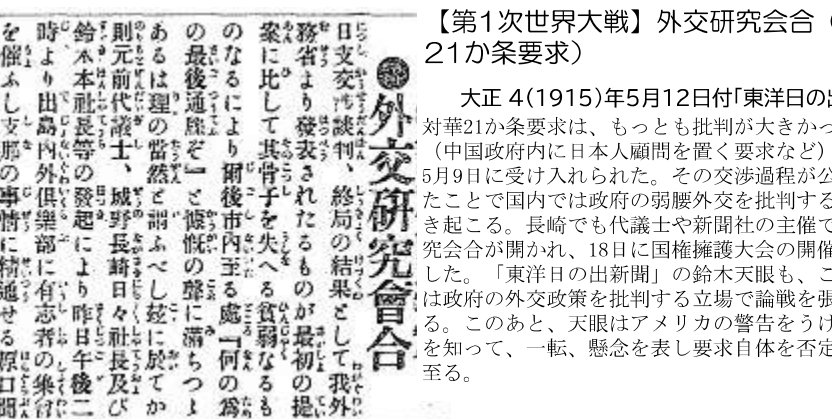 外交研究會合
日支交渉談判、終局の結果として我外
務省より發表されたるものが最初の提
案に比して其骨子を失へる貧弱なるも
のなるにより爾後市內至る處『何の爲
の最後通牒ぞ』と慷慨の聲に滿ちつゝ
あるは理の當然と謂ふべし玆に於てか
則元前代議士、城野長崎日々社長及び
鈴木本社長等の發起により昨日午後二
時より出島內外俱樂部に有志者の集會
を催ふし支那の事情に精通せる原口聞
【第1次世界大戦】外交研究会合（
21か条要求）
大正 4(1915)年5月12日付「東洋日の出
対華21か条要求は、もっとも批判が大きかっ
（中国政府内に日本人顧問を置く要求など）
5月9日に受け入れられた。その交渉過程が公
たことで国内では政府の弱腰外交を批判する
き起こる。長崎でも代議士や新聞社の主催で
究会合が開かれ、18日に国権擁護大会の開催
した。「東洋日の出新聞」の鈴木天眼も、こ
は政府の外交政策を批判する立場で論戦を張
る。このあと、天眼はアメリカの警告をうけ
を知って、一転、懸念を表し要求自体を否定
至る。